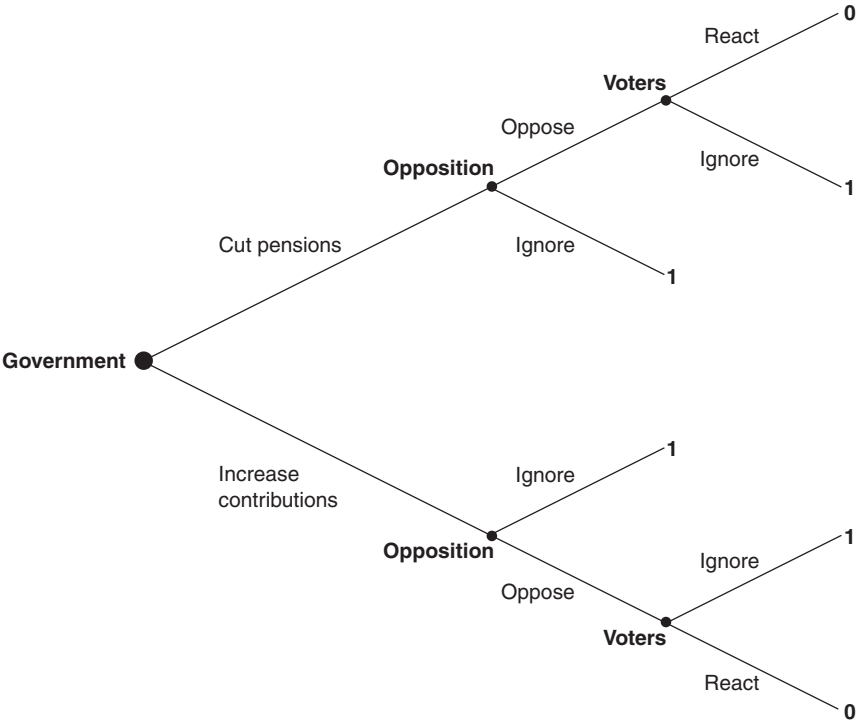 0
React
Voters
Oppose
Ignore
Opposition
1
Cut pensions
Ignore
1
Government
1
Increase
contributions
Ignore
1
Opposition
Ignore
Oppose
Voters
React
0